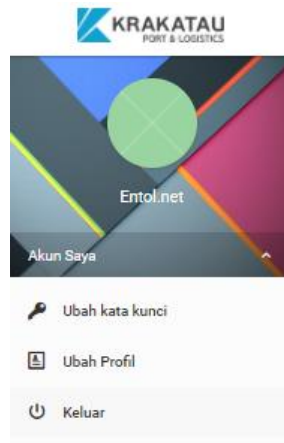 KRAKATAU
PORT & LOGISTICS
Entol.net
Akun Saya
Ubah kata kunci
Ubah Profil
Keluar